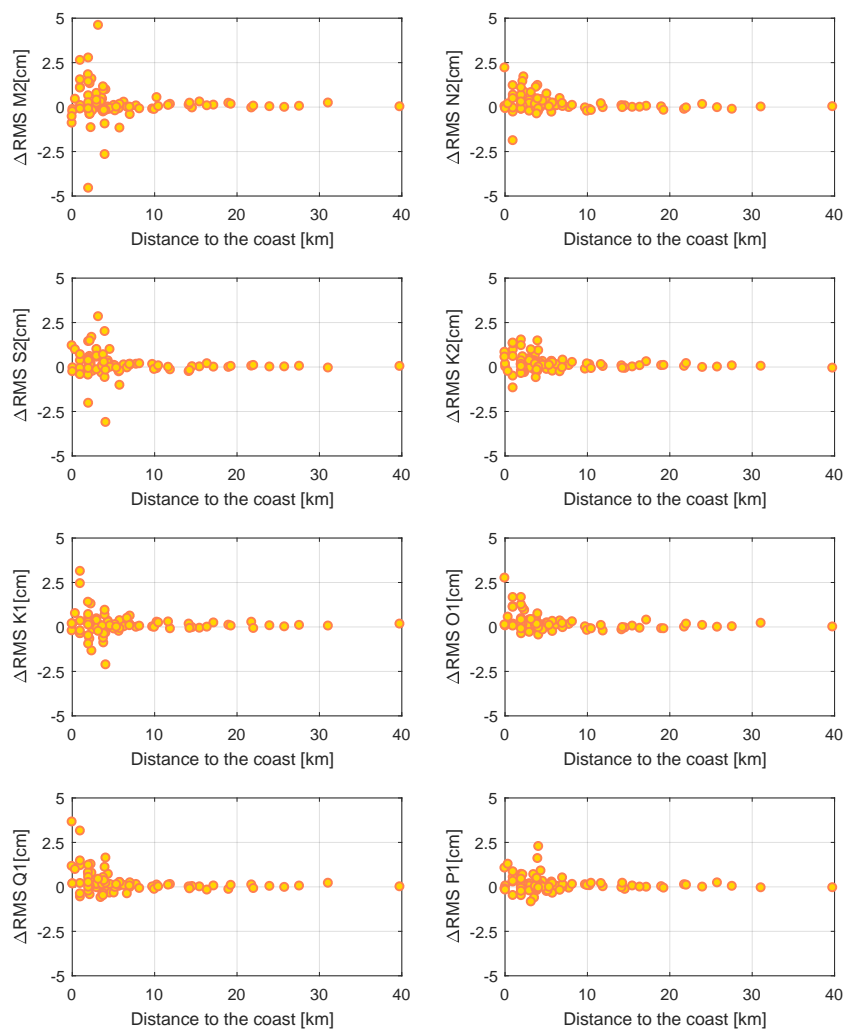 5
2.5
0
-2.5
-5
ΔRMS M2[cm]
0 10 20 30 40
Distance to the coast [km]
5
2.5
0
-2.5
-5
ΔRMS N2[cm]
0 10 20 30 40
Distance to the coast [km]
5
2.5
0
-2.5
-5
ΔRMS S2[cm]
0 10 20 30 40
Distance to the coast [km]
5
2.5
0
-2.5
-5
ΔRMS K2[cm]
0 10 20 30 40
Distance to the coast [km]
5
2.5
0
-2.5
-5
ΔRMS K1[cm]
0 10 20 30 40
Distance to the coast [km]
5
2.5
0
-2.5
-5
ΔRMS O1[cm]
0 10 20 30 40
Distance to the coast [km]
5
2.5
0
-2.5
-5
ΔRMS Q1[cm]
0 10 20 30 40
Distance to the coast [km]
5
2.5
0
-2.5
-5
ΔRMS P1[cm]
0 10 20 30 40
Distance to the coast [km]